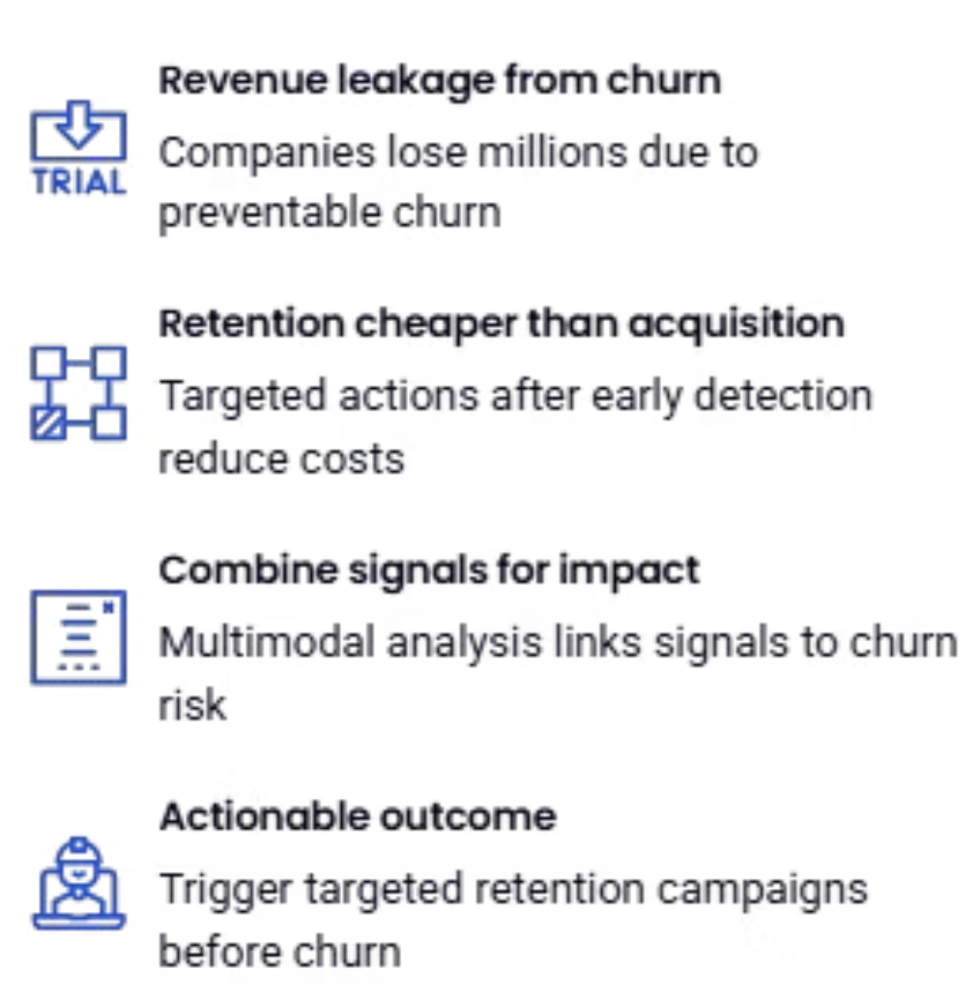 Revenue leakage from churn
Companies lose millions due to
preventable churn
TRIAL
Retention cheaper than acquisition
Targeted actions after early detection
reduce costs
Combine signals for impact
Multimodal analysis links signals to churn
risk
Actionable outcome
Trigger targeted retention campaigns
before churn